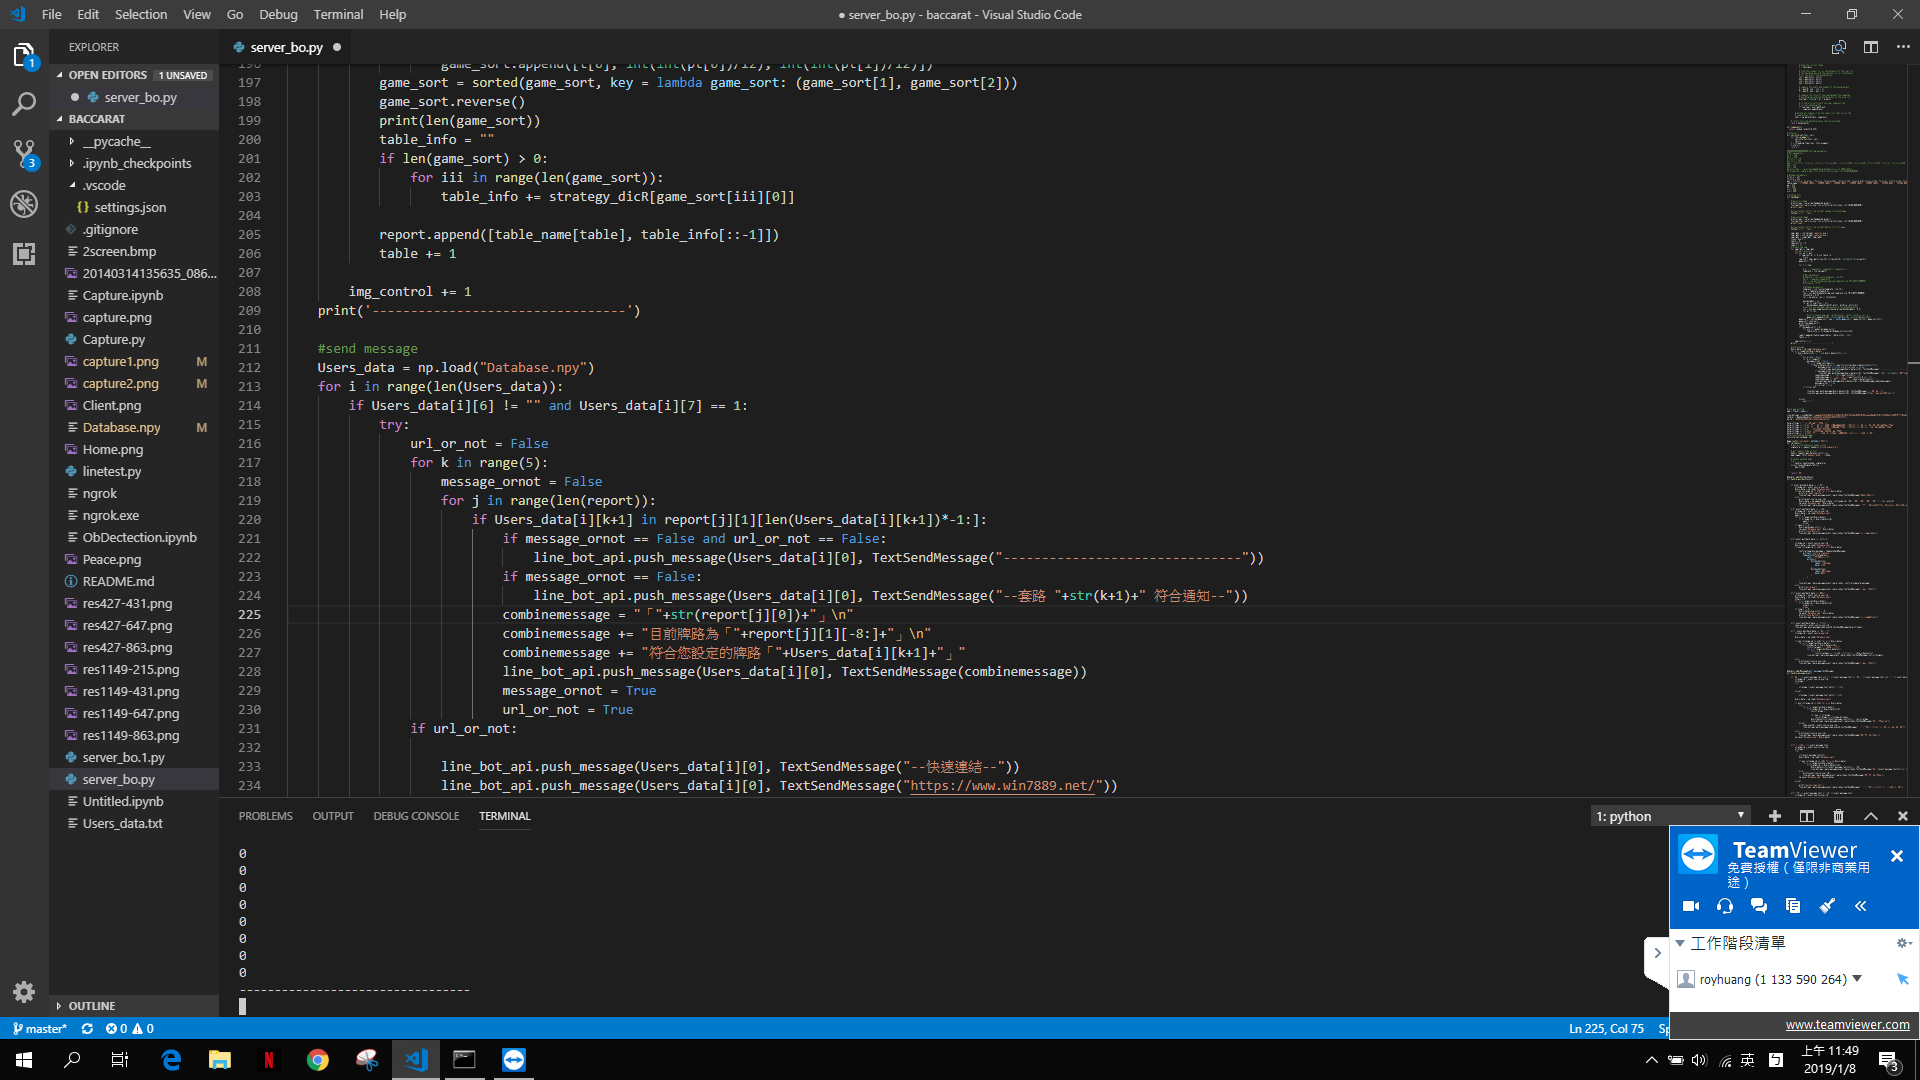 File Edit Selection View Go Debug Terminal Help
● server_bo.py - baccarat - Visual Studio Code
EXPLORER
OPEN EDITORS 1 UNSAVED
server_bo.py
BACCARAT
__pycache__
.ipynb_checkpoints
.vscode
{} settings.json
.gitignore
2screen.bmp
20140314135635_086...
Capture.ipynb
capture.png
Capture.py
capture1.png M
capture2.png M
Client.png
Database.npy M
Home.png
linetest.py
ngrok
ngrok.exe
ObDectection.ipynb
Peace.png
README.md
res427-431.png
res427-647.png
res427-863.png
res1149-215.png
res1149-431.png
res1149-647.png
res1149-863.png
server_bo.1.py
server_bo.py
Untitled.ipynb
Users_data.txt
OUTLINE
1
3
server_bo.py
196 game_sort.append([t[0], int(int(pt[0])/12), int(int(pt[1])/12)])
197 game_sort = sorted(game_sort, key = lambda game_sort: (game_sort[1], game_sort[2]))
198 game_sort.reverse()
199 print(len(game_sort))
200 table_info = ""
201 if len(game_sort) > 0:
202 for iii in range(len(game_sort)):
203 table_info += strategy_dicR[game_sort[iii][0]]
204
205 report.append([table_name[table], table_info[::-1]])
206 table += 1
207
208 img_control += 1
209 print('---------------------------------')
210
211 #send message
212 Users_data = np.load("Database.npy")
213 for i in range(len(Users_data)):
214 if Users_data[i][6] != "" and Users_data[i][7] == 1:
215 try:
216 url_or_not = False
217 for k in range(5):
218 message_ornot = False
219 for j in range(len(report)):
220 if Users_data[i][k+1] in report[j][1][len(Users_data[i][k+1])*-1:]:
221 if message_ornot == False and url_or_not == False:
222 line_bot_api.push_message(Users_data[i][0], TextSendMessage("-------------------------------"))
223 if message_ornot == False:
224 line_bot_api.push_message(Users_data[i][0], TextSendMessage("--套路 "+str(k+1)+" 符合通知--"))
225 combinemessage = "「"+str(report[j][0])+"」\n"
226 combinemessage += "目前牌路為「"+report[j][1][-8:]+"」\n"
227 combinemessage += "符合您設定的牌路「"+Users_data[i][k+1]+"」"
228 line_bot_api.push_message(Users_data[i][0], TextSendMessage(combinemessage))
229 message_ornot = True
230 url_or_not = True
231 if url_or_not:
232
233 line_bot_api.push_message(Users_data[i][0], TextSendMessage("--快速連結--"))
234 line_bot_api.push_message(Users_data[i][0], TextSendMessage("https://www.win7889.net/"))
PROBLEMS OUTPUT DEBUG CONSOLE TERMINAL
1: python
0
0
0
0
0
0
0
0
---------------------------------
TeamViewer
免費授權（僅限非商業用
途）
工作階段清單
royhuang (1 133 590 264)
www.teamviewer.com
master* 0 0
Ln 225, Col 75
英
上午 11:49
2019/1/8
3